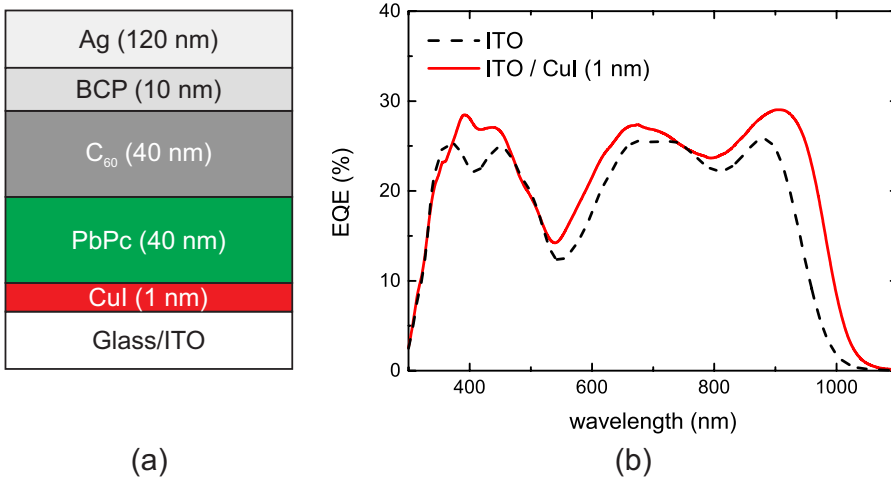 Ag (120 nm)
BCP (10 nm)
C₆₀ (40 nm)
PbPc (40 nm)
CuI (1 nm)
Glass/ITO
(a)
ITO
ITO / CuI (1 nm)
40
30
20
10
0
EQE (%)
400 600 800 1000
wavelength (nm)
(b)